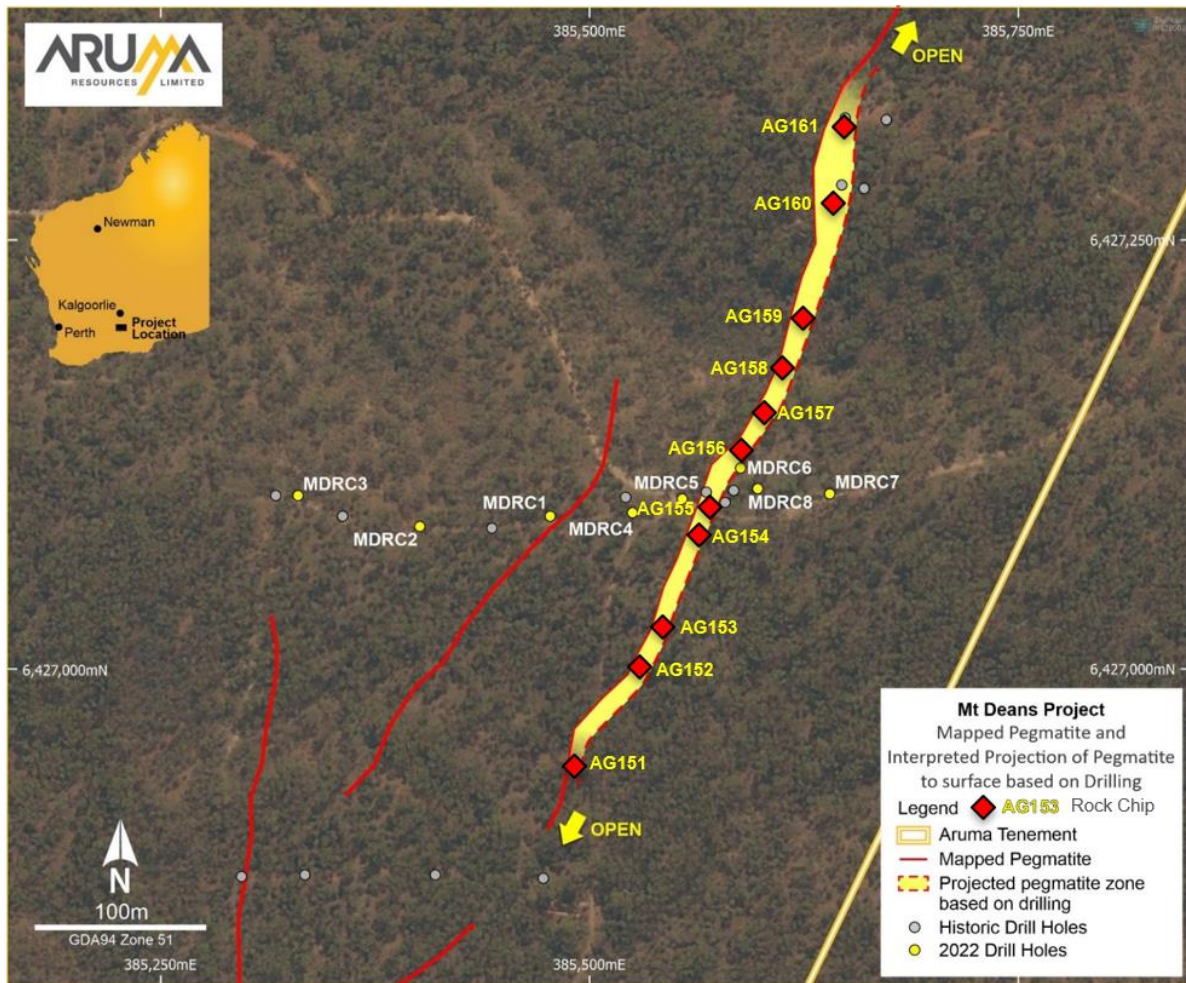 ARUMA
RESOURCES LIMITED
385,500mE
385,750mE
OPEN
AG161
AG160
Newman
Kalgoorlie
Perth
Project
Location
6,427,250mN
AG159
AG158
AG157
AG156
MDRC6
MDRC3
MDRC5
MDRC7
MDRC1
AG155
MDRC8
MDRC2
MDRC4
AG154
AG153
6,427,000mN
AG152
6,427,000mN
AG151
OPEN
N
100m
GDA94 Zone 51
385,250mE
385,500mE
Mt Deans Project
Mapped Pegmatite and
Interpreted Projection of Pegmatite
to surface based on Drilling
Legend AG153 Rock Chip
Aruma Tenement
Mapped Pegmatite
Projected pegmatite zone
based on drilling
Historic Drill Holes
2022 Drill Holes